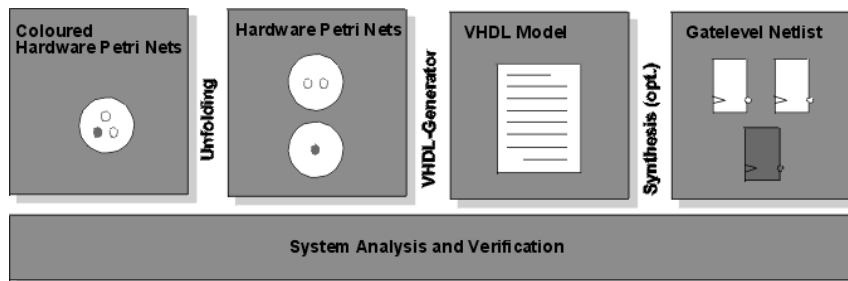 Coloured
Hardware Petri Nets
Unfolding
Hardware Petri Nets
VHDL-Generator
VHDL Model
Synthesis (opt.)
Gatelevel Netlist
System Analysis and Verification